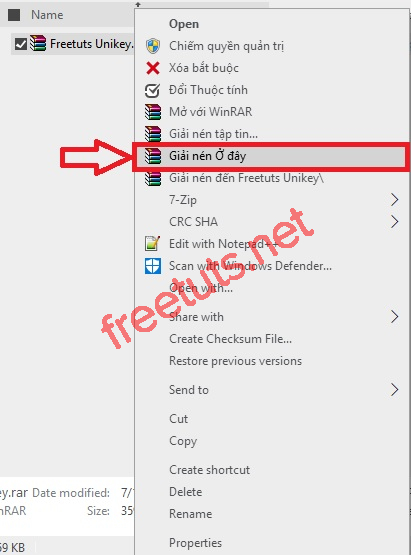 Name
Freetuts Unikey.
Open
Chiếm quyền quản trị
Xóa bắt buộc
Đổi Thuộc tính
Mở với WinRAR
Giải nén tập tin...
Giải nén Ở đây
Giải nén đến Freetuts Unikey\
7-Zip
CRC SHA
Edit with Notepad++
Scan with Windows Defender...
Open with...
Share with
Create Checksum File...
Restore previous versions
Send to
Cut
Copy
Create shortcut
Delete
Rename
Properties
freetuts.net
ey.rar Date modified: 7/1
nRAR Size: 359
59 KB